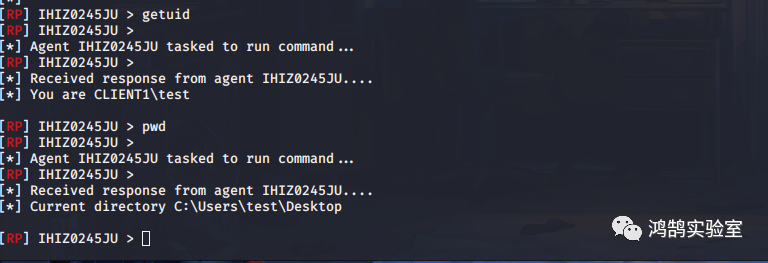 [RP] IHIZ0245JU > getuid
[RP] IHIZ0245JU >
[*] Agent IHIZ0245JU tasked to run command...
[RP] IHIZ0245JU >
[*] Received response from agent IHIZ0245JU....
[*] You are CLIENT1\test
[RP] IHIZ0245JU > pwd
[RP] IHIZ0245JU >
[*] Agent IHIZ0245JU tasked to run command...
[RP] IHIZ0245JU >
[*] Received response from agent IHIZ0245JU....
[*] Current directory C:\Users\test\Desktop
[RP] IHIZ0245JU >
鸿鹄实验室